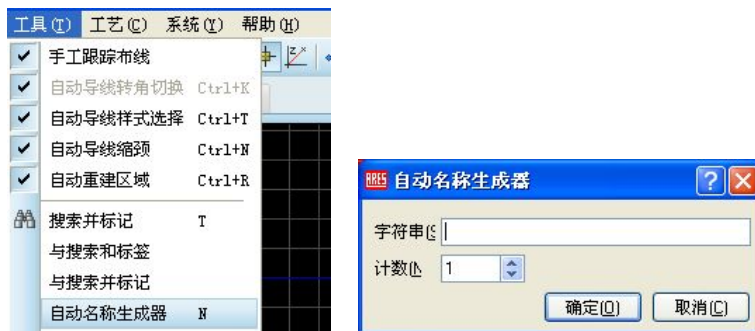 工具(T) 工艺(C) 系统(Y) 帮助(H)
手工跟踪布线
自动导线转角切换 Ctrl+K
自动导线样式选择 Ctrl+T
自动导线缩颈 Ctrl+N
自动重建区域 Ctrl+R
搜索并标记 T
与搜索和标签
与搜索并标记
自动名称生成器 N
ARES 自动名称生成器
字符串(S
计数(N 1
确定(O) 取消(C)